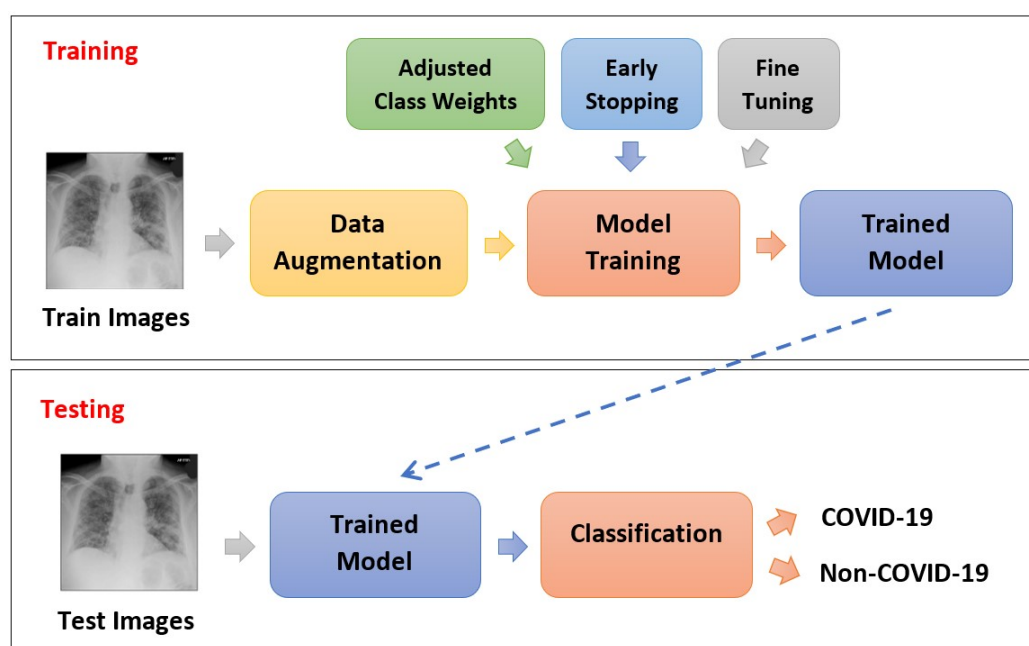 Training
Adjusted
Class Weights
Early
Stopping
Fine
Tuning
Data
Augmentation
Model
Training
Trained
Model
Train Images
Testing
Trained
Model
Classification
COVID-19
Non-COVID-19
Test Images